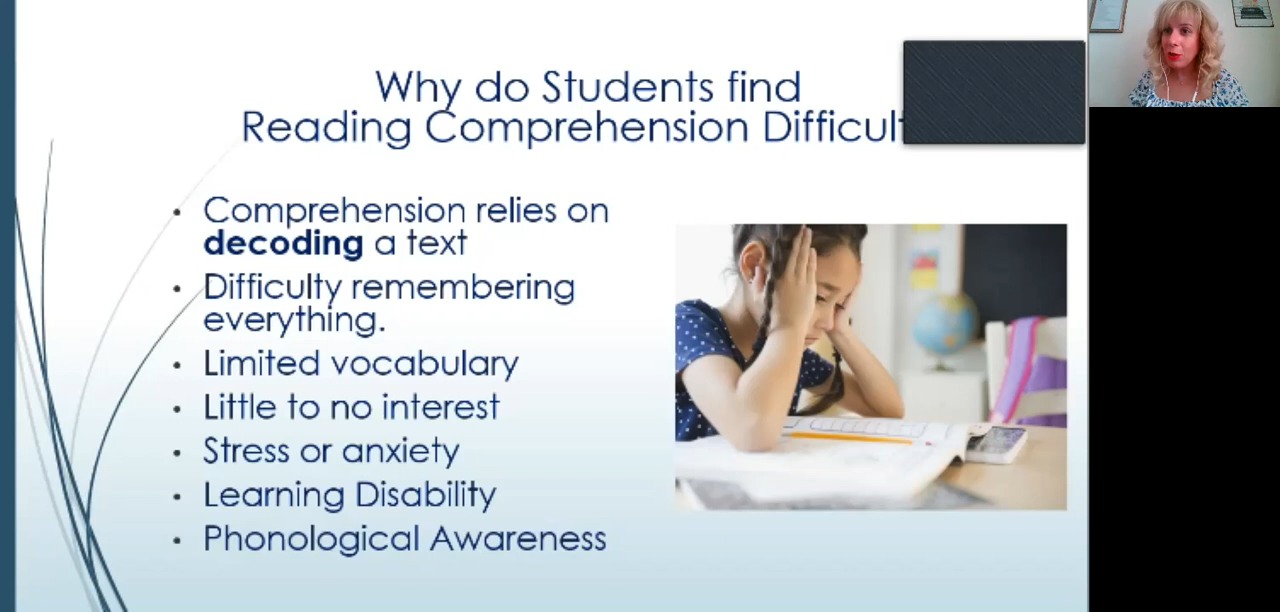 Why do Students find
Reading Comprehension
• Comprehension relies on
decoding a text
• Difficulty remembering
everything.
• Limited vocabulary
• Little to no interest
• Stress or anxiety
• Learning Disability
• Phonological Awareness